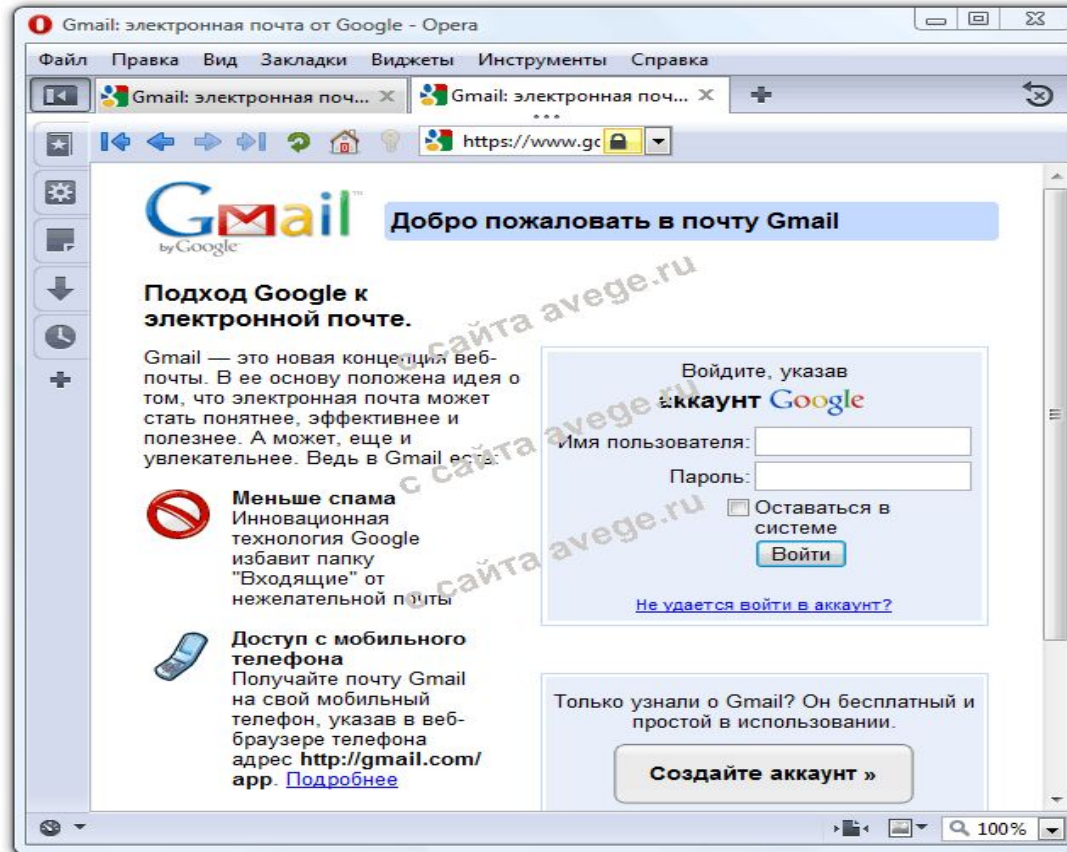 Gmail: электронная почта от Google - Opera
Файл Правка Вид Закладки Виджеты Инструменты Справка
Gmail: электронная поч... Gmail: электронная поч...
https://www.go
Gmail™
by Google
Добро пожаловать в почту Gmail
Подход Google к
электронной почте.
Gmail — это новая концепция веб-
почты. В ее основу положена идея о
том, что электронная почта может
стать понятнее, эффективнее и
полезнее. А может, еще и
увлекательнее. Ведь в Gmail есть:
Меньше спама
Инновационная
технология Google
избавит папку
"Входящие" от
нежелательной почты
Доступ с мобильного
телефона
Получайте почту Gmail
на свой мобильный
телефон, указав в веб-
браузере телефона
адрес http://gmail.com/
app. Подробнее
Войдите, указав
аккаунт Google
Имя пользователя:
Пароль:
Оставаться в
системе
Войти
Не удается войти в аккаунт?
Только узнали о Gmail? Он бесплатный и
простой в использовании.
Создайте аккаунт »
100%
с сайта avege.ru
с сайта avege.ru
с сайта avege.ru